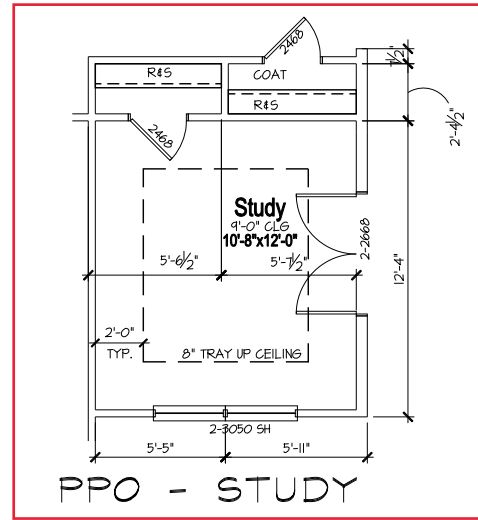 2468
7 1/2"
R&S
COAT
R&S
2468
2'-4 1/2"
Study
9'-0" CLG
10'-8"x12'-0"
2-2668
5'-6 1/2"
5'-7 1/2"
12'-4"
2'-0"
TYP.
8" TRAY UP CEILING
2-3050 SH
5'-5"
5'-11"
PPO - STUDY